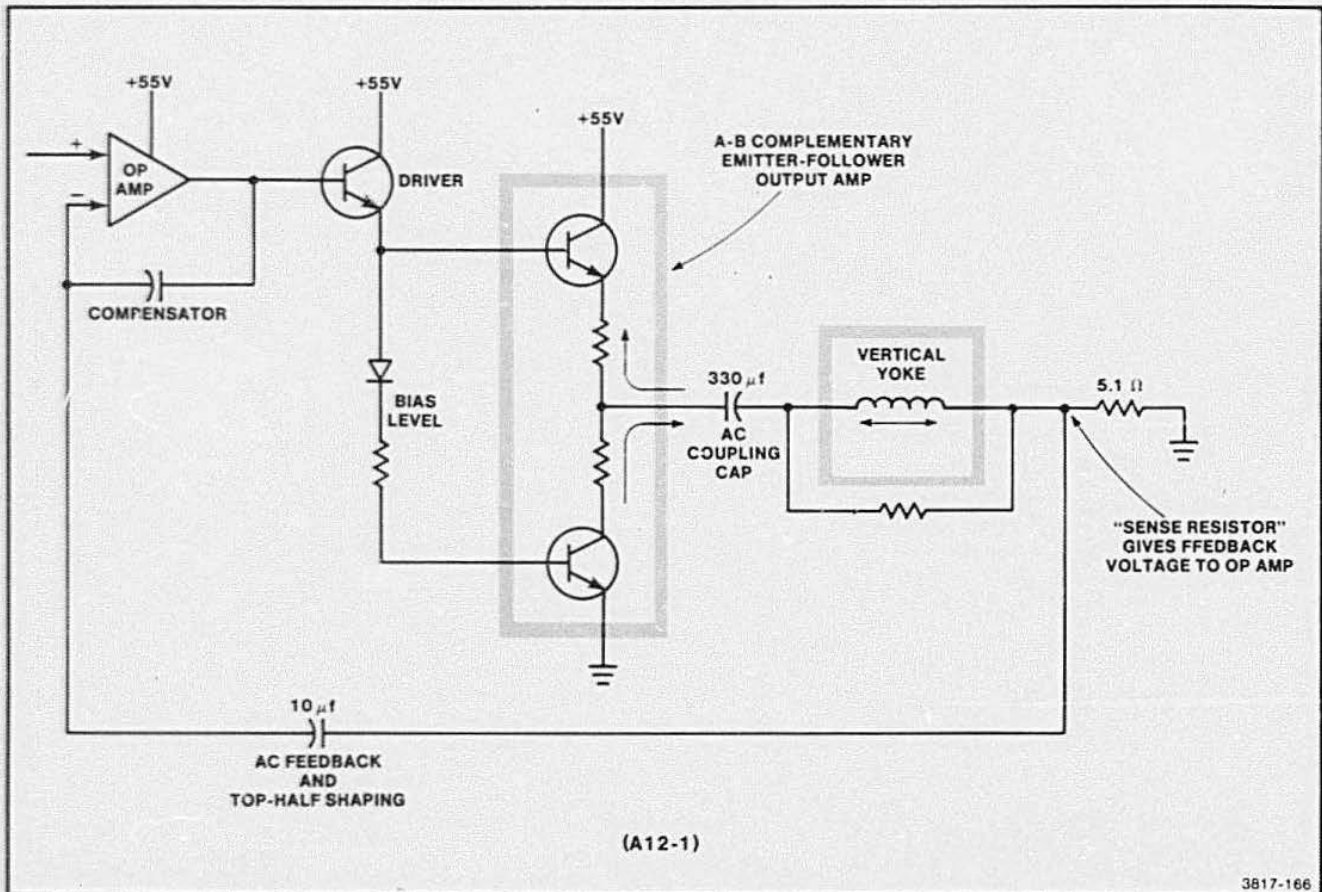 +55V
+55V
+55V
+
OP
AMP
−
DRIVER
A-B COMPLEMENTARY
EMITTER-FOLLOWER
OUTPUT AMP
COMPENSATOR
BIAS
LEVEL
330 μf
AC
COUPLING
CAP
VERTICAL
YOKE
5.1 Ω
"SENSE RESISTOR"
GIVES FFEDBACK
VOLTAGE TO OP AMP
10 μf
AC FEEDBACK
AND
TOP-HALF SHAPING
(A12-1)
3817-166